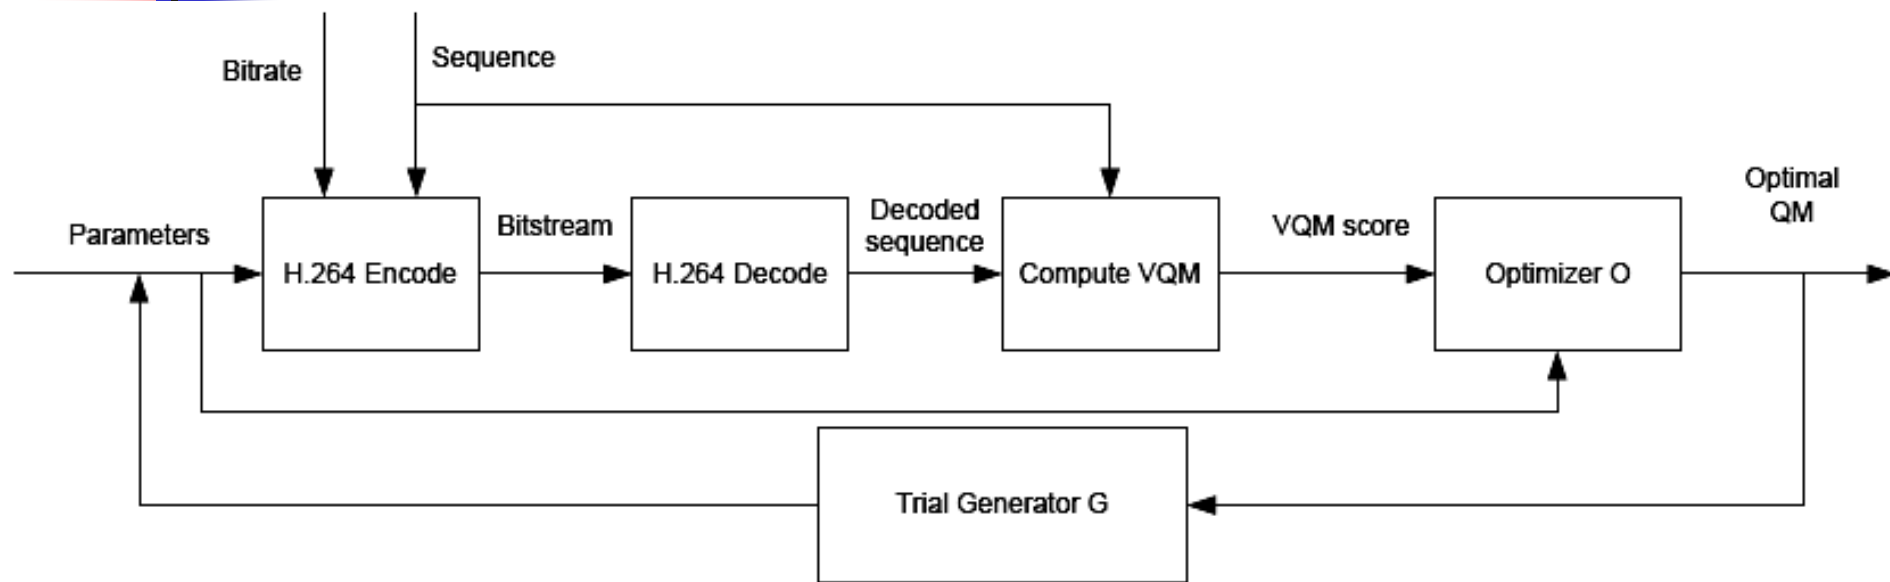 Bitrate
Sequence
Parameters
H.264 Encode
Bitstream
H.264 Decode
Decoded
sequence
Compute VQM
VQM score
Optimizer O
Optimal
QM
Trial Generator G